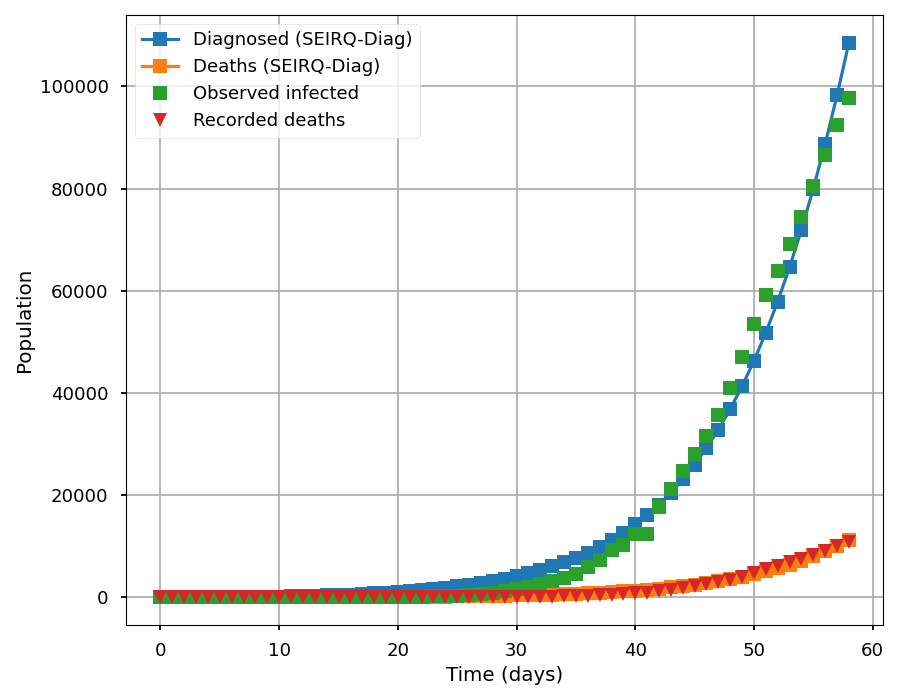 Diagnosed (SEIRQ-Diag)
Deaths (SEIRQ-Diag)
Observed infected
Recorded deaths
100000
80000
60000
40000
20000
0
Population
0 10 20 30 40 50 60
Time (days)